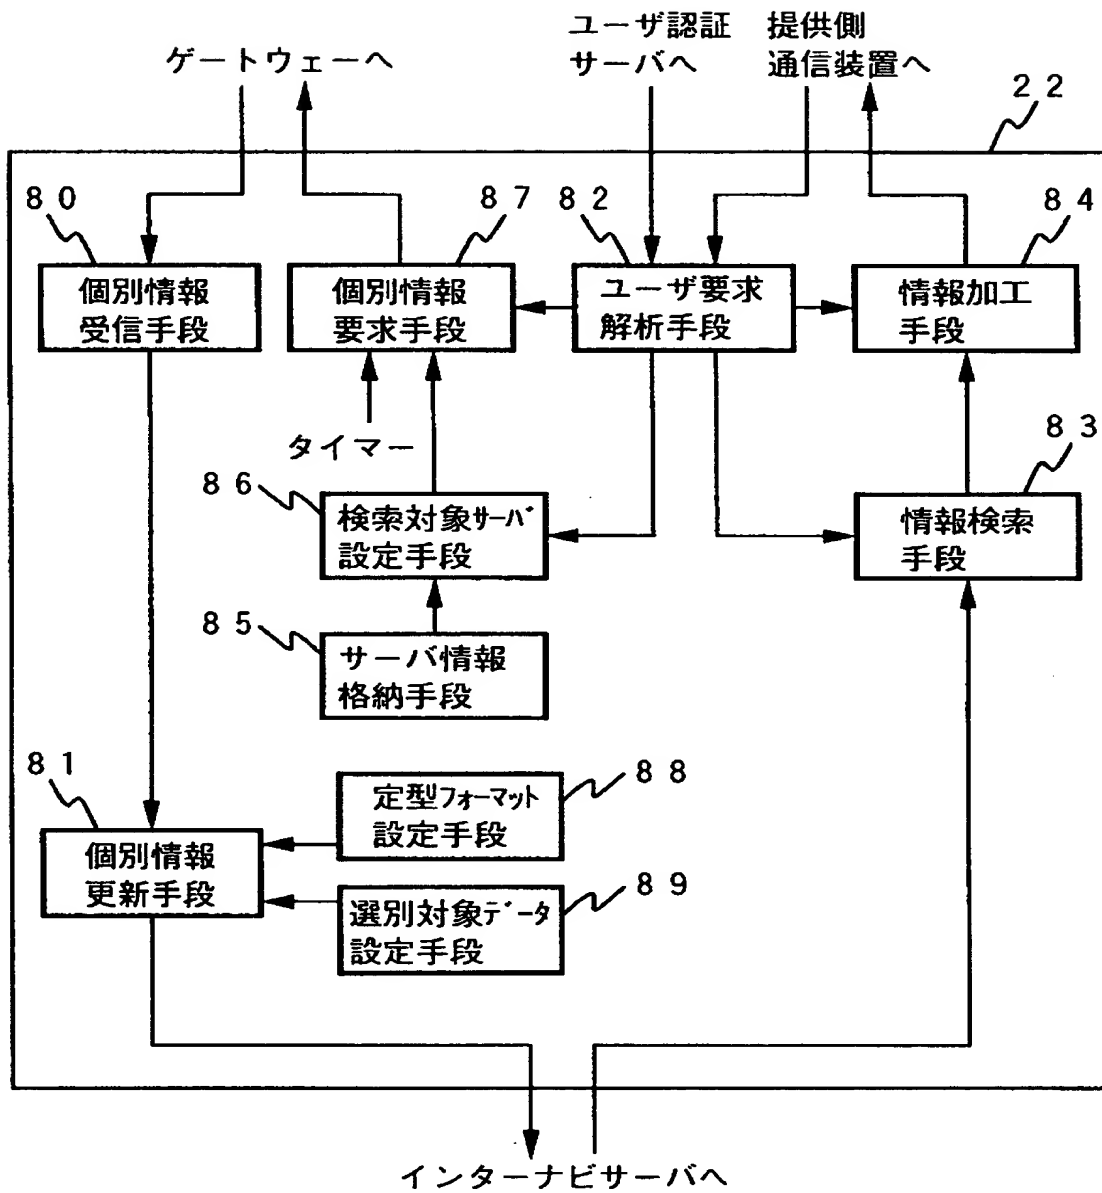 ユーザ認証
サーバへ
提供側
通信装置へ
ゲートウェーへ
22
80
個別情報
受信手段
87
個別情報
要求手段
82
ユーザ要求
解析手段
84
情報加工
手段
タイマー
86
検索対象サーバ
設定手段
83
情報検索
手段
85
サーバ情報
格納手段
81
個別情報
更新手段
88
定型フォーマット
設定手段
89
選別対象データ
設定手段
インターナビサーバへ